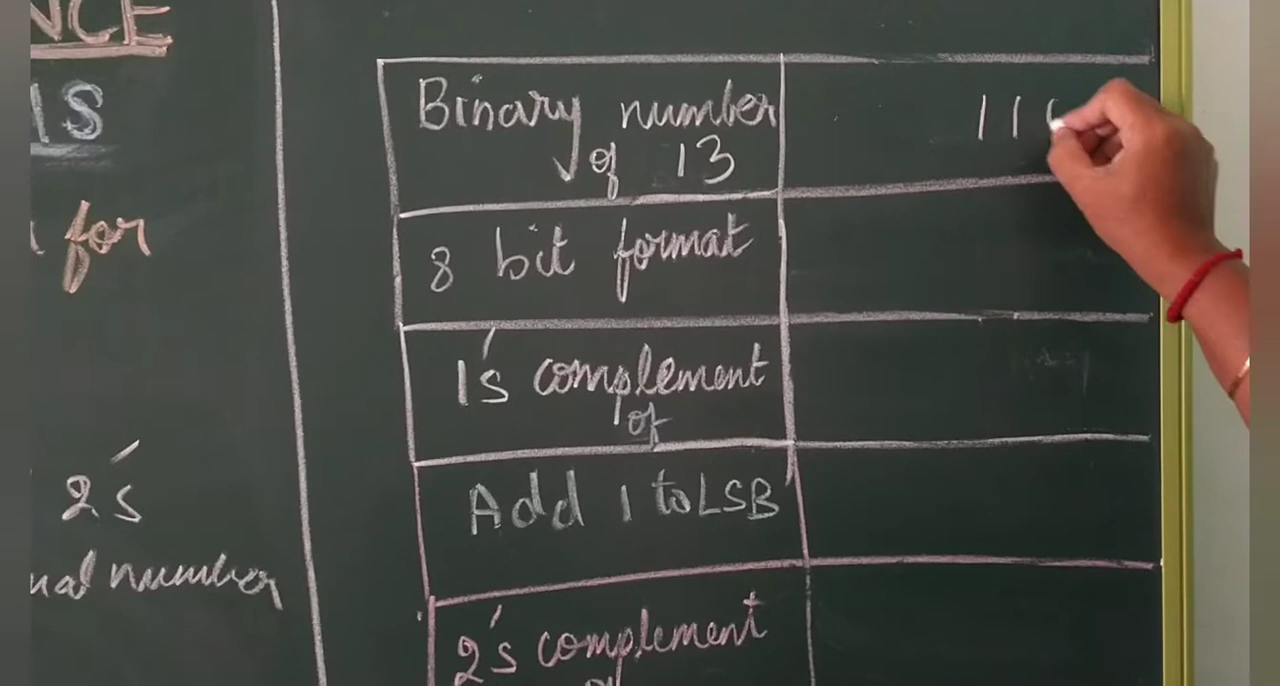 NCE
MS
for
2's
nal number
Binary number
of 13
11
8 bit format
1's complement
of
Add 1 to LSB
2's complement